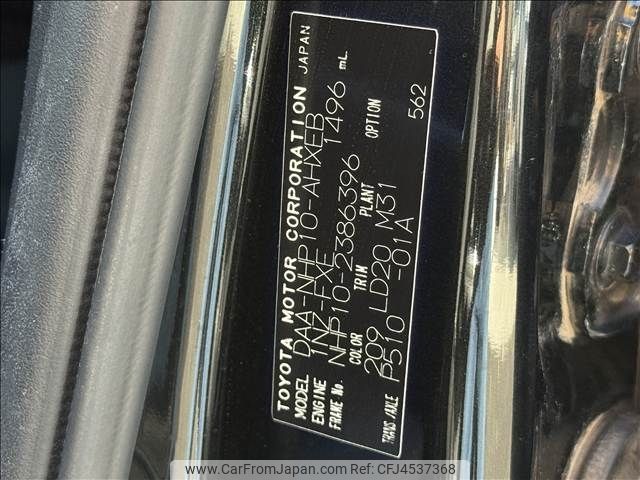 TOYOTA MOTOR CORPORATION JAPAN
MODEL DAA-NHP10-AHXEB
ENGINE 1NZ-FXE 1496 mL
FRAME No. NHP10-2386396
COLOR TRIM PLANT OPTION
209 LD20 M31
TRANS/AXLE P510 -01A 562
www.CarFromJapan.com Ref No. CFJ4537368